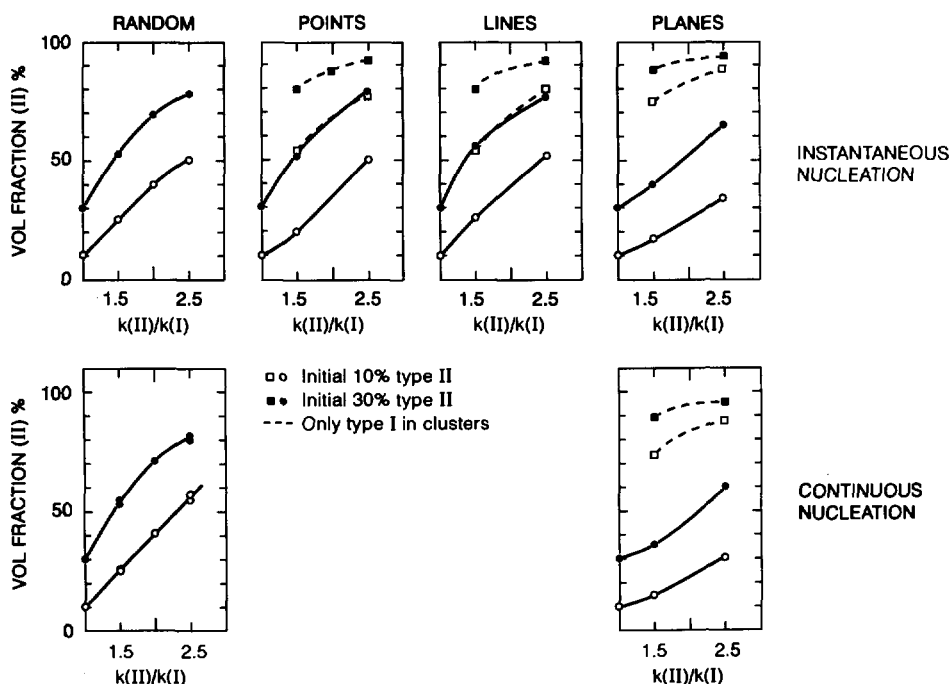 RANDOM POINTS LINES PLANES
VOL FRACTION (II) %
100
50
0
1.5 2.5
k(II)/k(I)
1.5 2.5
k(II)/k(I)
1.5 2.5
k(II)/k(I)
1.5 2.5
k(II)/k(I)
INSTANTANEOUS
NUCLEATION
VOL FRACTION (II) %
100
50
0
1.5 2.5
k(II)/k(I)
Initial 10% type II
Initial 30% type II
Only type I in clusters
100
50
0
1.5 2.5
k(II)/k(I)
CONTINUOUS
NUCLEATION